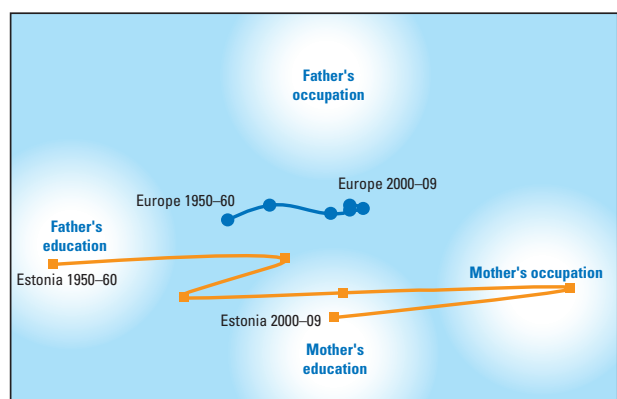 Father's
occupation
Europe 2000–09
Europe 1950–60
Father's
education
Estonia 1950–60
Mother's occupation
Estonia 2000–09
Mother's
education